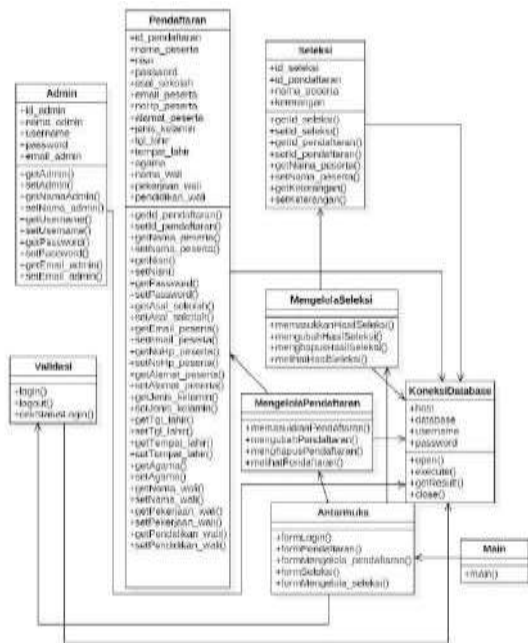 Pendaftaran
+id_pendaftaran
+nama_peserta
+nisn
+password
+asal_sekolah
+email_peserta
+nohp_peserta
+alamat_peserta
+jenis_kelamin
+tgl_lahir
+tempat_lahir
+agama
+nama_wali
+pekerjaan_wali
+pendidikan_wali
+getId_pendaftaran()
+setId_pendaftaran()
+getNama_peserta()
+setNama_peserta()
+getNisn()
+setNisn()
+getPassword()
+setPassword()
+getAsal_sekolah()
+setAsal_sekolah()
+getEmail_peserta()
+setEmail_peserta()
+getNoHp_peserta()
+setNoHp_peserta()
+getAlamat_peserta()
+setAlamat_peserta()
+getJenis_kelamin()
+setJenis_kelamin()
+getTgl_lahir()
+setTgl_lahir()
+getTempat_lahir()
+setTempat_lahir()
+getAgama()
+setAgama()
+getNama_wali()
+setNama_wali()
+getPekerjaan_wali()
+setPekerjaan_wali()
+getPendidikan_wali()
+setPendidikan_wali()
Admin
+id_admin
+nama_admin
+username
+password
+email_admin
+getAdmin()
+setAdmin()
+getNamaAdmin()
+setNama_admin()
+getUsername()
+setUsername()
+getPassword()
+setPassword()
+getEmail_admin()
+setEmail_admin()
Seleksi
+id_seleksi
+id_pendaftaran
+nama_peserta
+keterangan
+getId_seleksi()
+setId_seleksi()
+getId_pendaftaran()
+setId_pendaftaran()
+getNama_peserta()
+setNama_peserta()
+getKeterangan()
+setKeterangan()
MengelolaSeleksi
+memasukkanHasilSeleksi()
+mengubahHasilSeleksi()
+menghapusHasilSeleksi()
+melihatHasilSeleksi()
Validasi
+login()
+logout()
+cekStatusLogin()
MengelolaPendaftaran
+memasukkanPendaftaran()
+mengubahPendaftaran()
+menghapusPendaftaran()
+melihatPendaftaran()
KoneksiDatabase
+host
+database
+username
+password
+open()
+execute()
+getResult()
+close()
Antarmuka
+formLogin()
+formPendaftaran()
+formMengelola_pendaftaran()
+formSeleksi()
+formMengelola_seleksi()
Main
+main()